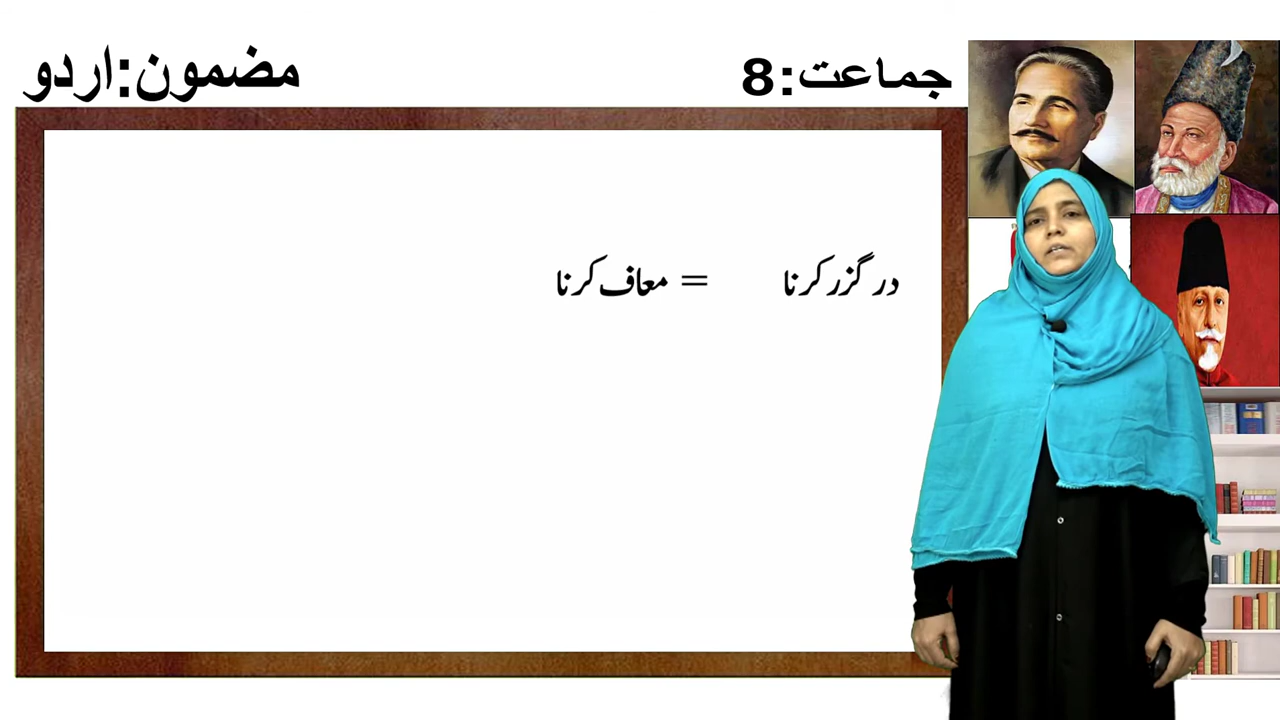 جماعت:8
مضمون:اردو
در گزر کرنا = معاف کرنا